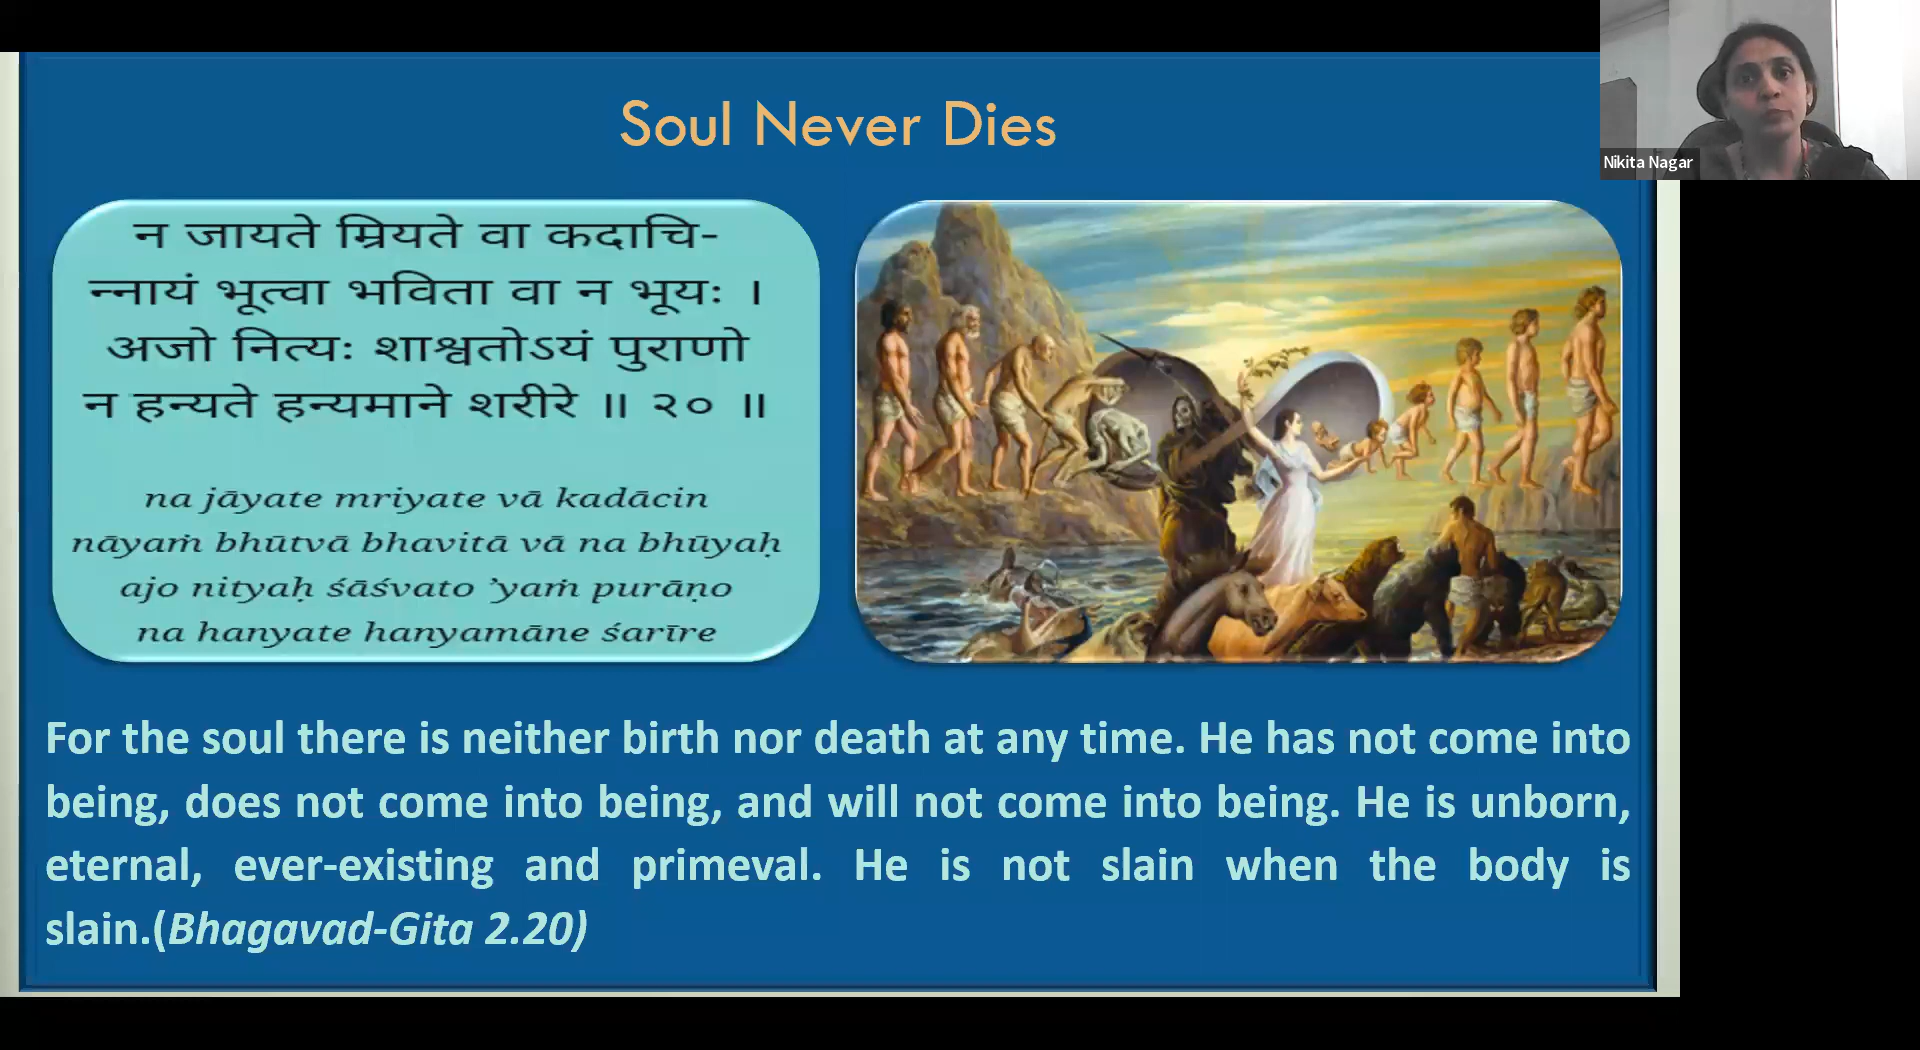 Soul Never Dies
न जायते म्रियते वा कदाचि-
न्नायं भूत्वा भविता वा न भूयः ।
अजो नित्यः शाश्वतोऽयं पुराणो
न हन्यते हन्यमाने शरीरे ॥ २० ॥
na jāyate mriyate vā kadācin
nāyaṁ bhūtvā bhavitā vā na bhūyaḥ
ajo nityaḥ śāśvato ’yaṁ purāṇo
na hanyate hanyamāne śarīre
For the soul there is neither birth nor death at any time. He has not come into
being, does not come into being, and will not come into being. He is unborn,
eternal, ever-existing and primeval. He is not slain when the body is
slain.(Bhagavad-Gita 2.20)
Nikita Nagar